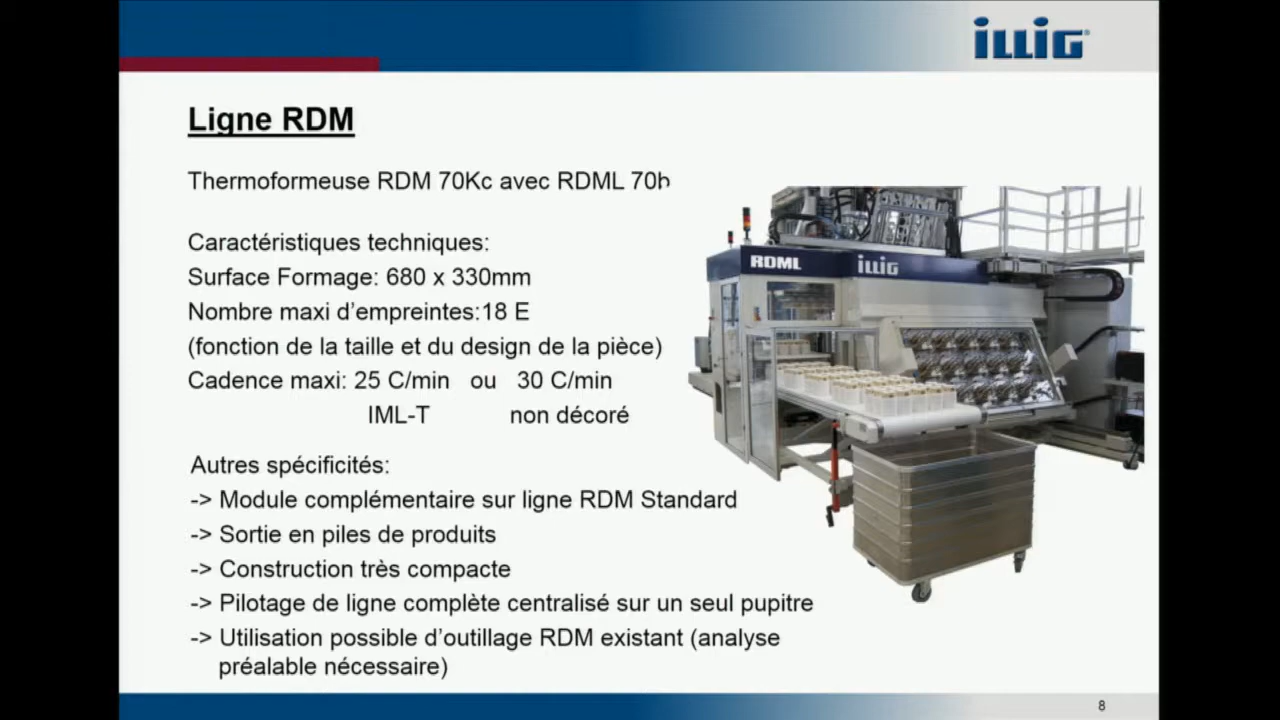 ILLIG
Ligne RDM
Thermoformeuse RDM 70Kc avec RDML 70b
Caractéristiques techniques:
Surface Formage: 680 x 330mm
Nombre maxi d’empreintes:18 E
(fonction de la taille et du design de la pièce)
Cadence maxi: 25 C/min ou 30 C/min
IML-T non décoré
RDML ILLIG
Autres spécificités:
-> Module complémentaire sur ligne RDM Standard
-> Sortie en piles de produits
-> Construction très compacte
-> Pilotage de ligne complète centralisé sur un seul pupitre
-> Utilisation possible d’outillage RDM existant (analyse
préalable nécessaire)
8